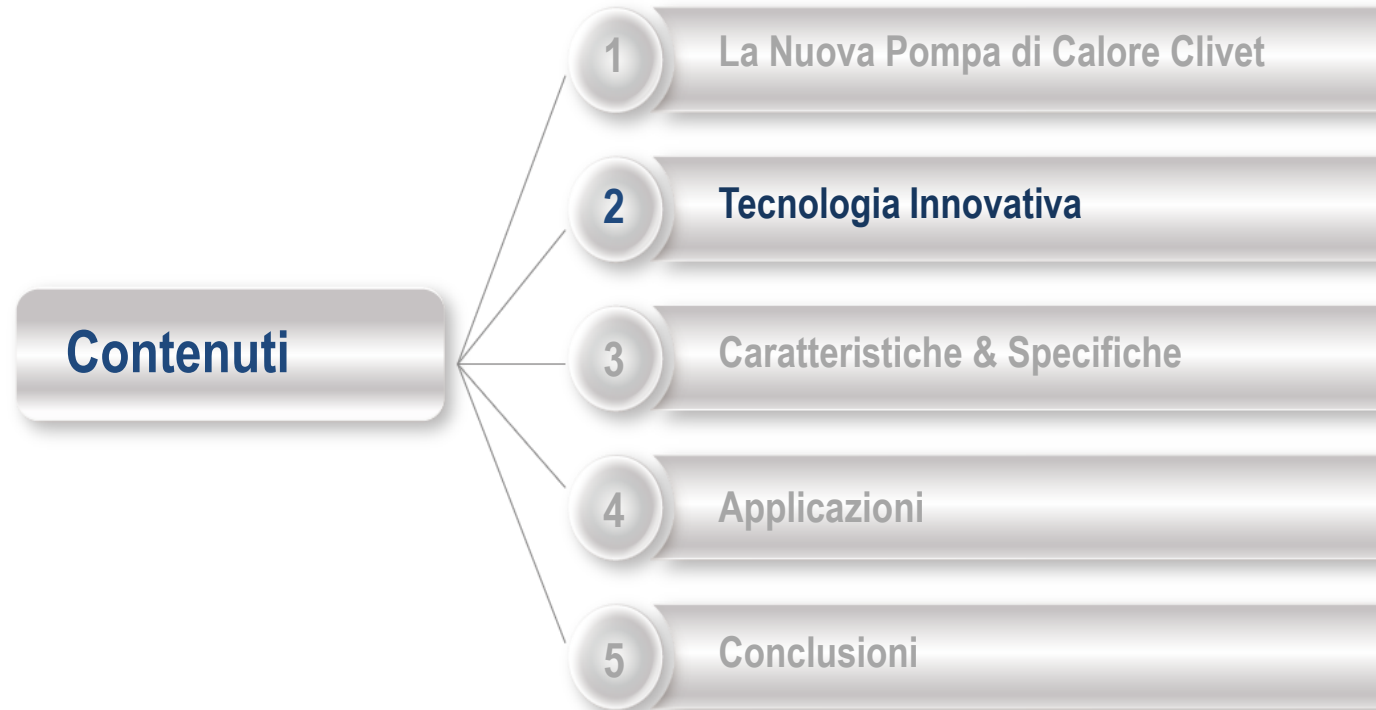 Contenuti
1 La Nuova Pompa di Calore Clivet
2 Tecnologia Innovativa
3 Caratteristiche & Specifiche
4 Applicazioni
5 Conclusioni